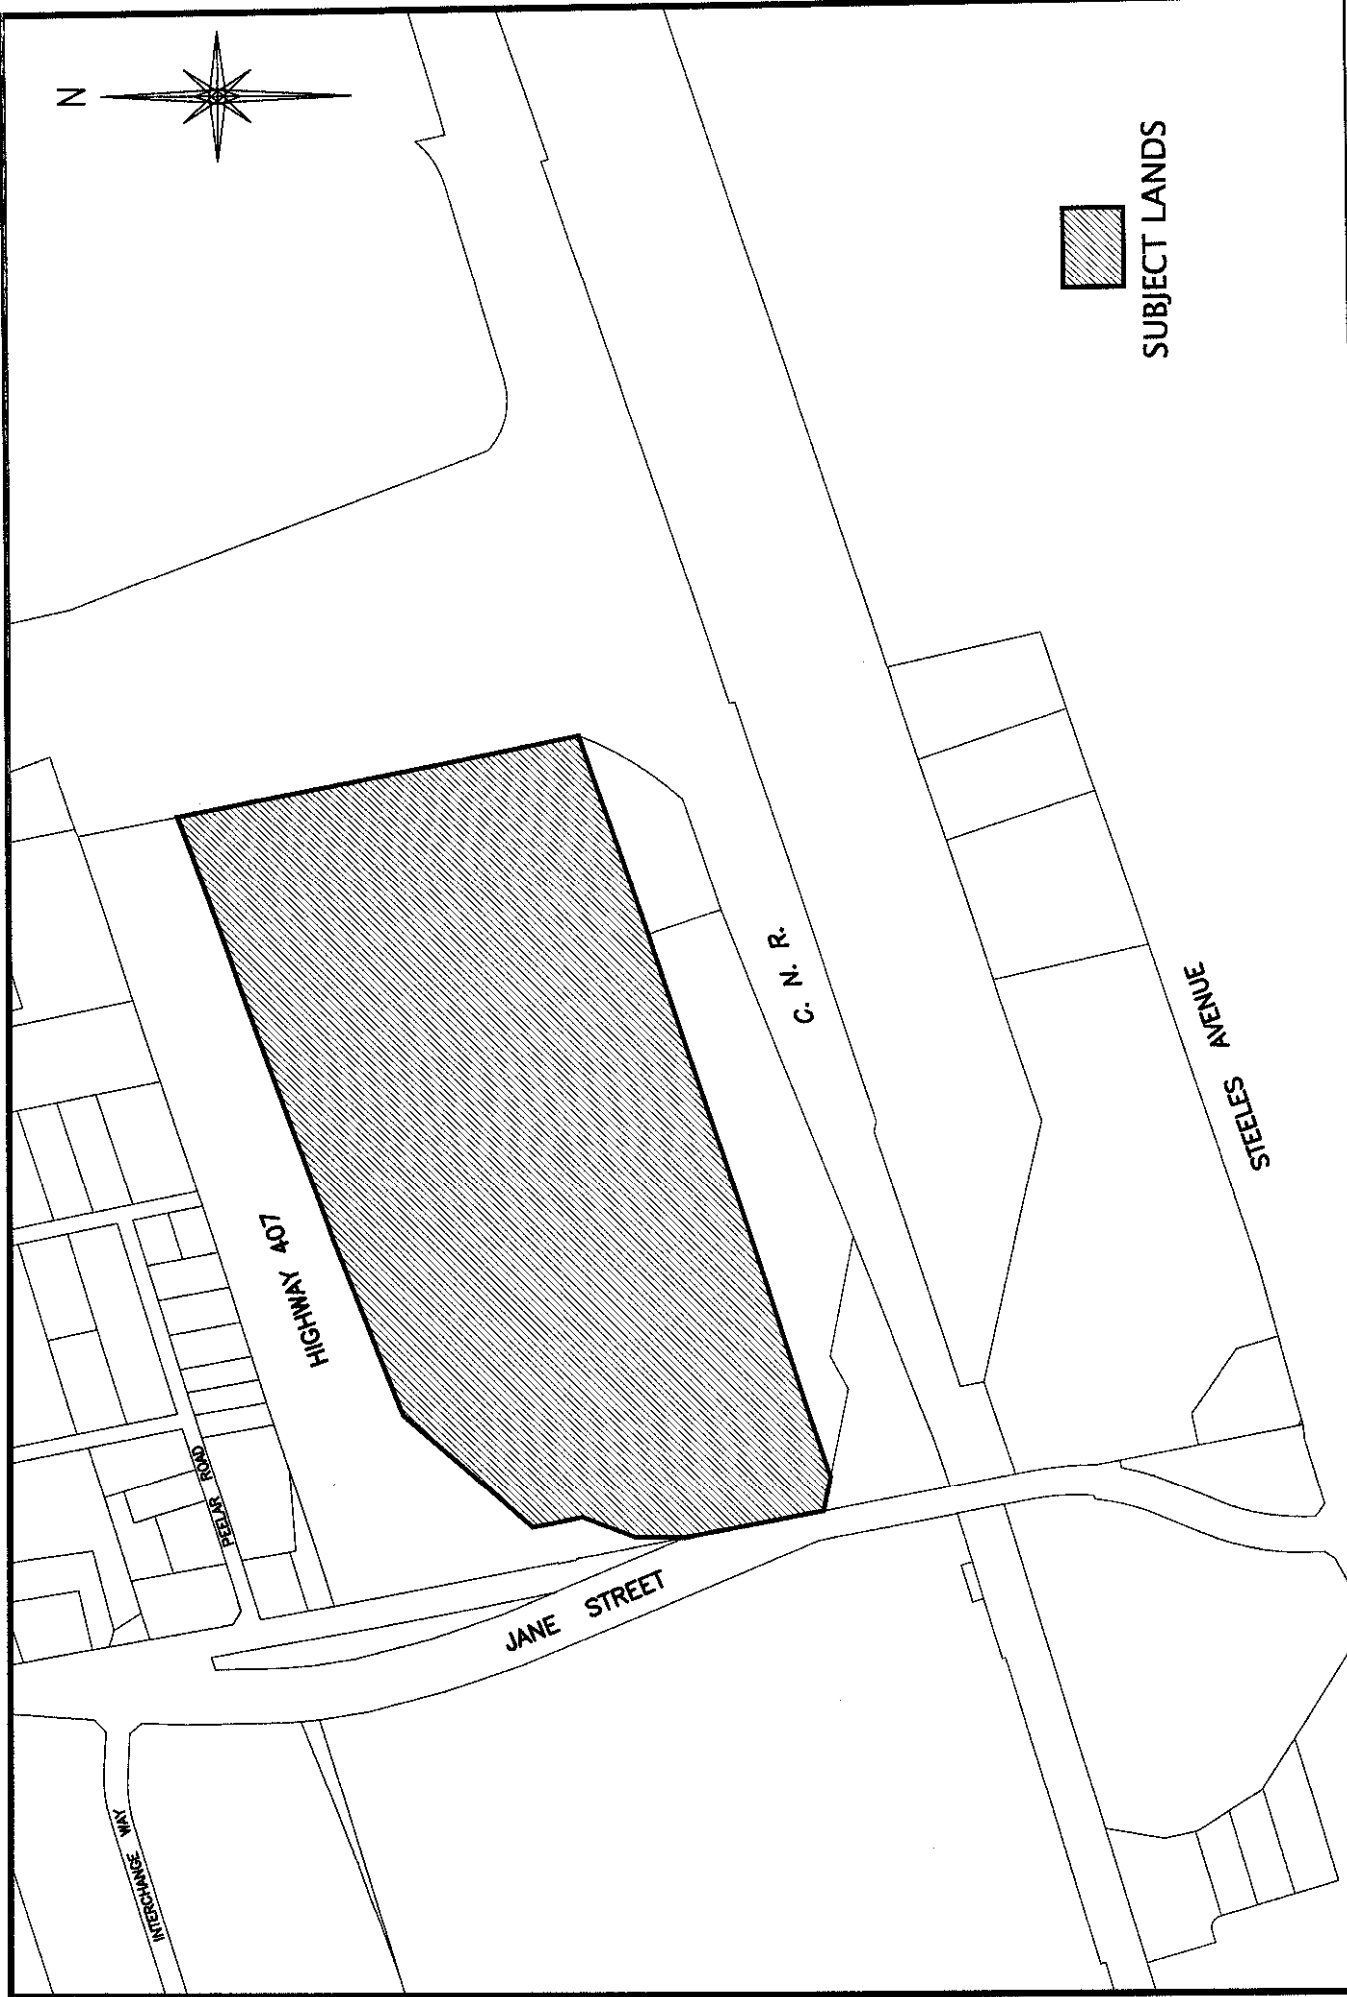 N
HIGHWAY 407
PEELAR ROAD
JANE STREET
INTERCHANGE WAY
C. N. R.
STEELES AVENUE
SUBJECT LANDS